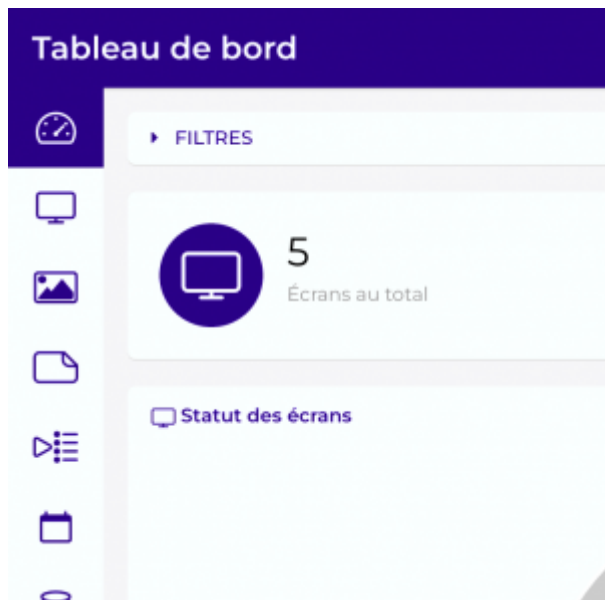 Tableau de bord
FILTRES
5
Écrans au total
Statut des écrans